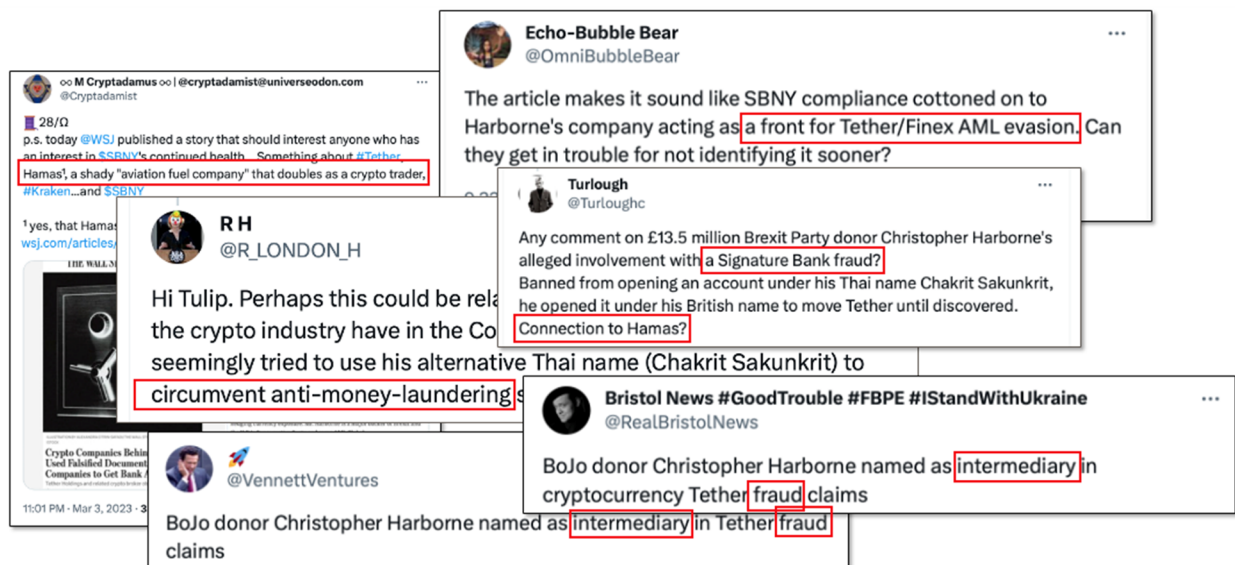 M Cryptadamus | @cryptadamist@universeodon.com
@Cryptadamist
28/Ω
p.s. today @WSJ published a story that should interest anyone who has
an interest in $SBNY's continued health... Something about #Tether,
Hamas¹, a shady "aviation fuel company" that doubles as a crypto trader,
#Kraken...and $SBNY
¹ yes, that Hamas
wsj.com/articles/
THE WALL
Crypto Companies Behin
Used Falsified Document
Companies to Get Bank A
11:01 PM · Mar 3, 2023 ·
Echo-Bubble Bear
@OmniBubbleBear
The article makes it sound like SBNY compliance cottoned on to
Harborne's company acting as a front for Tether/Finex AML evasion. Can
they get in trouble for not identifying it sooner?
Turlough
@Turloughc
Any comment on £13.5 million Brexit Party donor Christopher Harborne's
alleged involvement with a Signature Bank fraud?
Banned from opening an account under his Thai name Chakrit Sakunkrit,
he opened it under his British name to move Tether until discovered.
Connection to Hamas?
R H
@R_LONDON_H
Hi Tulip. Perhaps this could be rela
the crypto industry have in the Co
seemingly tried to use his alternative Thai name (Chakrit Sakunkrit) to
circumvent anti-money-laundering s
Bristol News #GoodTrouble #FBPE #IStandWithUkraine
@RealBristolNews
BoJo donor Christopher Harborne named as intermediary in
cryptocurrency Tether fraud claims
@VennettVentures
BoJo donor Christopher Harborne named as intermediary in Tether fraud
claims